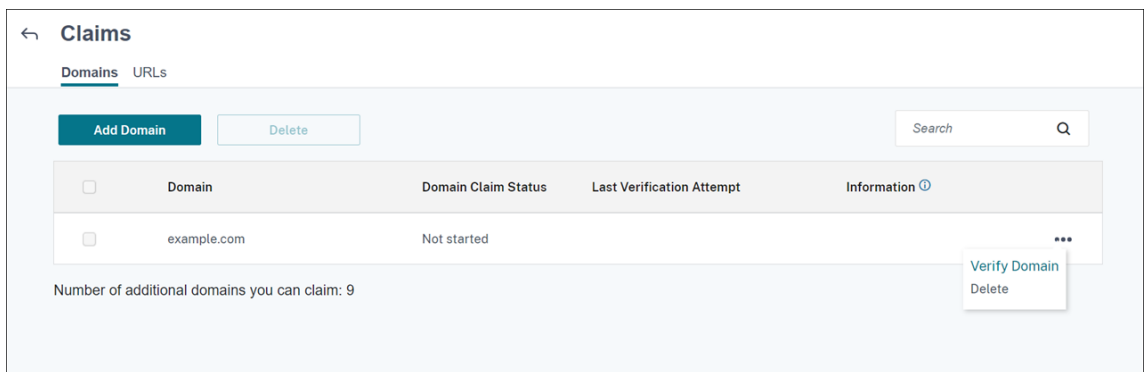 Claims
Domains URLs
Add Domain Delete Search
Domain Domain Claim Status Last Verification Attempt Information
example.com Not started
Verify Domain
Number of additional domains you can claim: 9
Delete